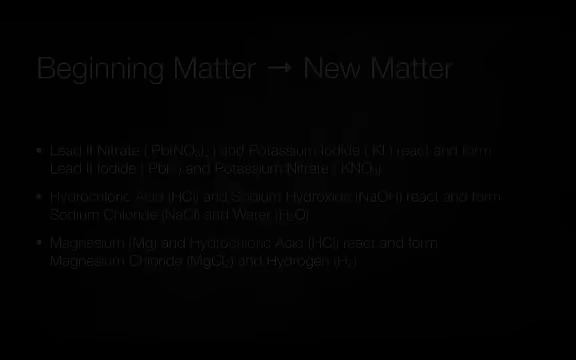 Beginning Matter → New Matter
• Lead II Nitrate ( Pb(NO₃)₂ ) and Potassium Iodide ( KI ) react and form
Lead II Iodide ( PbI₂ ) and Potassium Nitrate ( KNO₃)
• Hydrochloric Acid (HCl) and Sodium Hydroxide (NaOH) react and form
Sodium Chloride (NaCl) and Water (H₂O)
• Magnesium (Mg) and Hydrochloric Acid (HCl) react and form
Magnesium Chloride (MgCl₂) and Hydrogen (H₂)